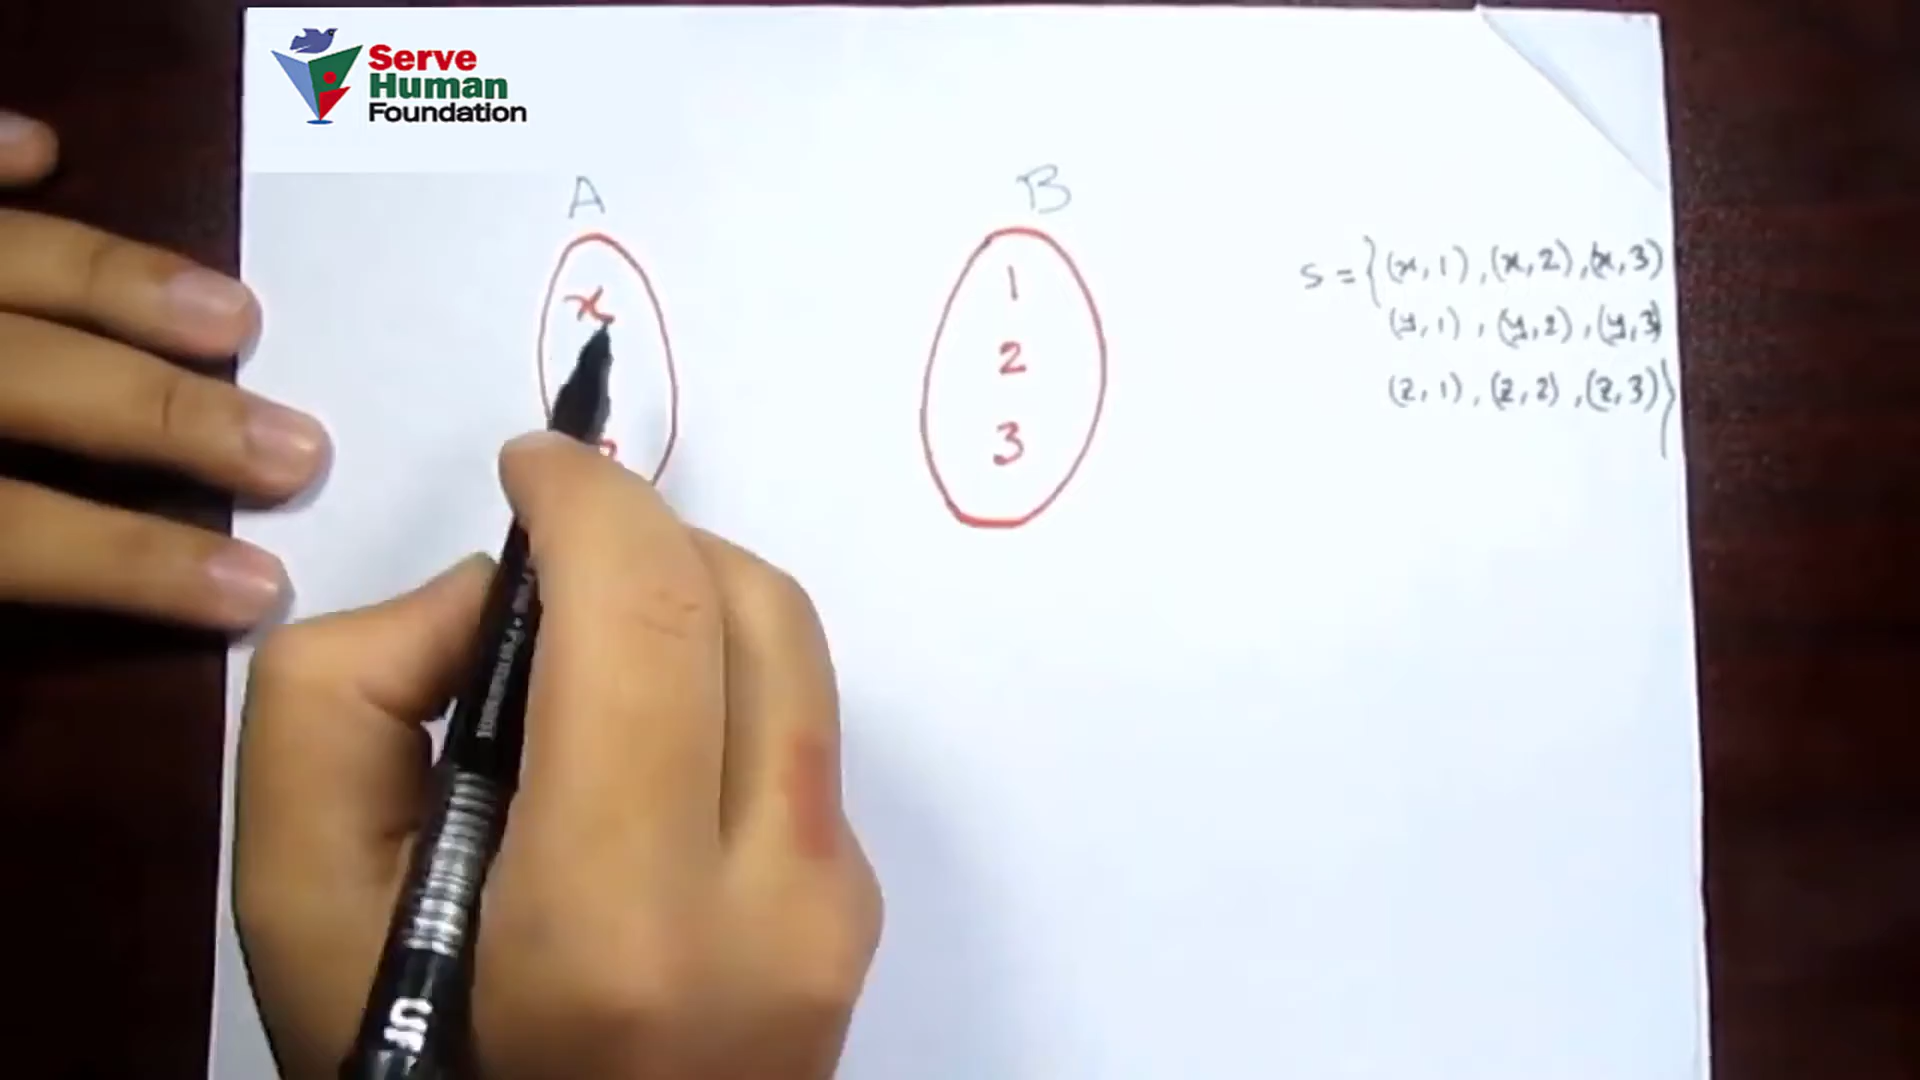 Serve
Human
Foundation
A
B
x
1
2
3
S = {(x, 1), (x, 2), (x, 3)
(y, 1), (y, 2), (y, 3)
(z, 1), (z, 2), (z, 3)}